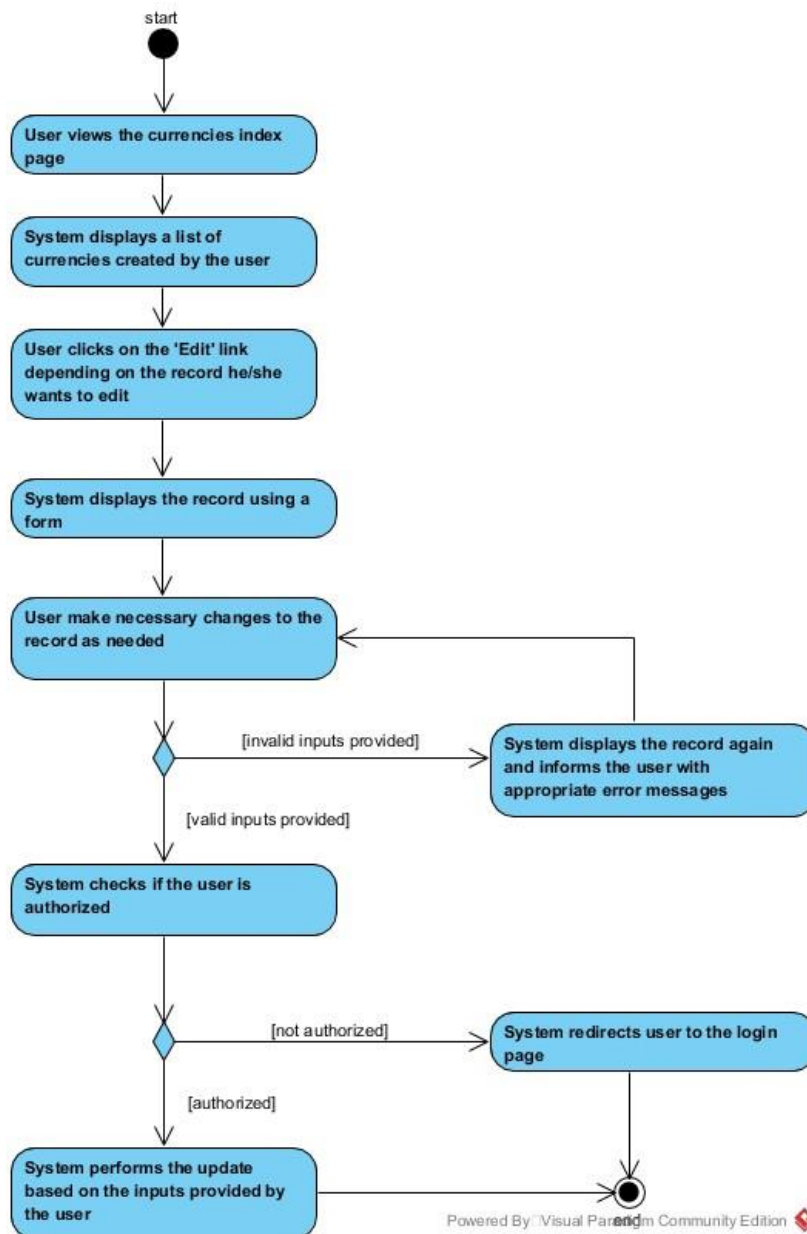 start
User views the currencies index
page
System displays a list of
currencies created by the user
User clicks on the 'Edit' link
depending on the record he/she
wants to edit
System displays the record using a
form
User make necessary changes to the
record as needed
[invalid inputs provided]
System displays the record again
and informs the user with
appropriate error messages
[valid inputs provided]
System checks if the user is
authorized
[not authorized]
System redirects user to the login
page
[authorized]
System performs the update
based on the inputs provided by
the user
end
Powered By Visual Paradigm Community Edition